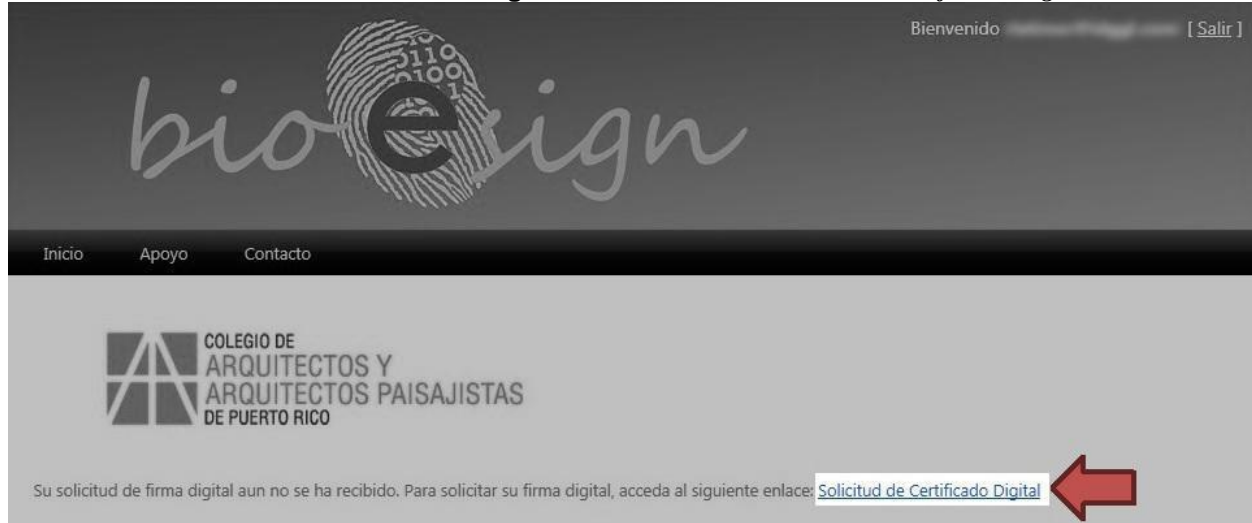 Bienvenido [ Salir ]
0110
0100
bio e sign
Inicio Apoyo Contacto
COLEGIO DE
ARQUITECTOS Y
ARQUITECTOS PAISAJISTAS
DE PUERTO RICO
Su solicitud de firma digital aun no se ha recibido. Para solicitar su firma digital, acceda al siguiente enlace: Solicitud de Certificado Digital